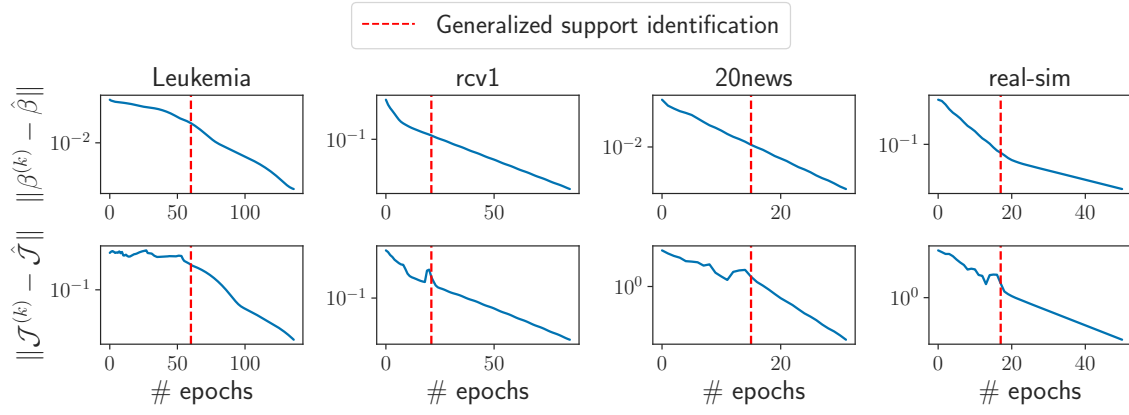 Generalized support identification
Leukemia rcv1 20news real-sim
‖β^(k) − β̂‖
10^−2 10^−1 10^−2 10^−1
0 50 100 0 50 0 20 0 20 40
‖𝒥^(k) − 𝒥̂‖
10^−1 10^−1 10^0 10^0
0 50 100 0 50 0 20 0 20 40
# epochs # epochs # epochs # epochs